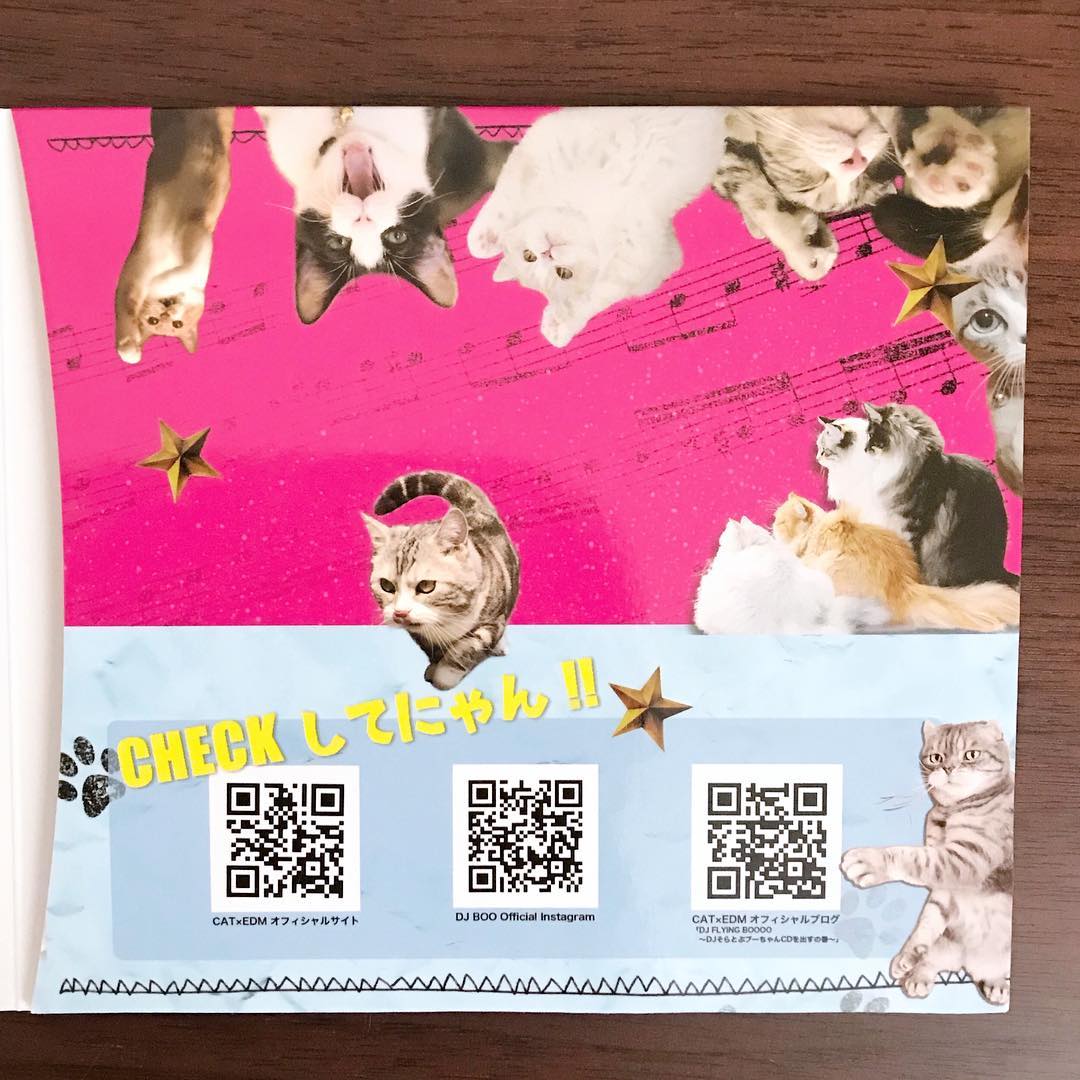 CHECK してにゃん !!
CAT×EDM オフィシャルサイト
DJ BOO Official Instagram
CAT×EDM オフィシャルブログ
「DJ FLYING BOOOO
〜DJそらとぶブーちゃんCDを出すの巻〜」